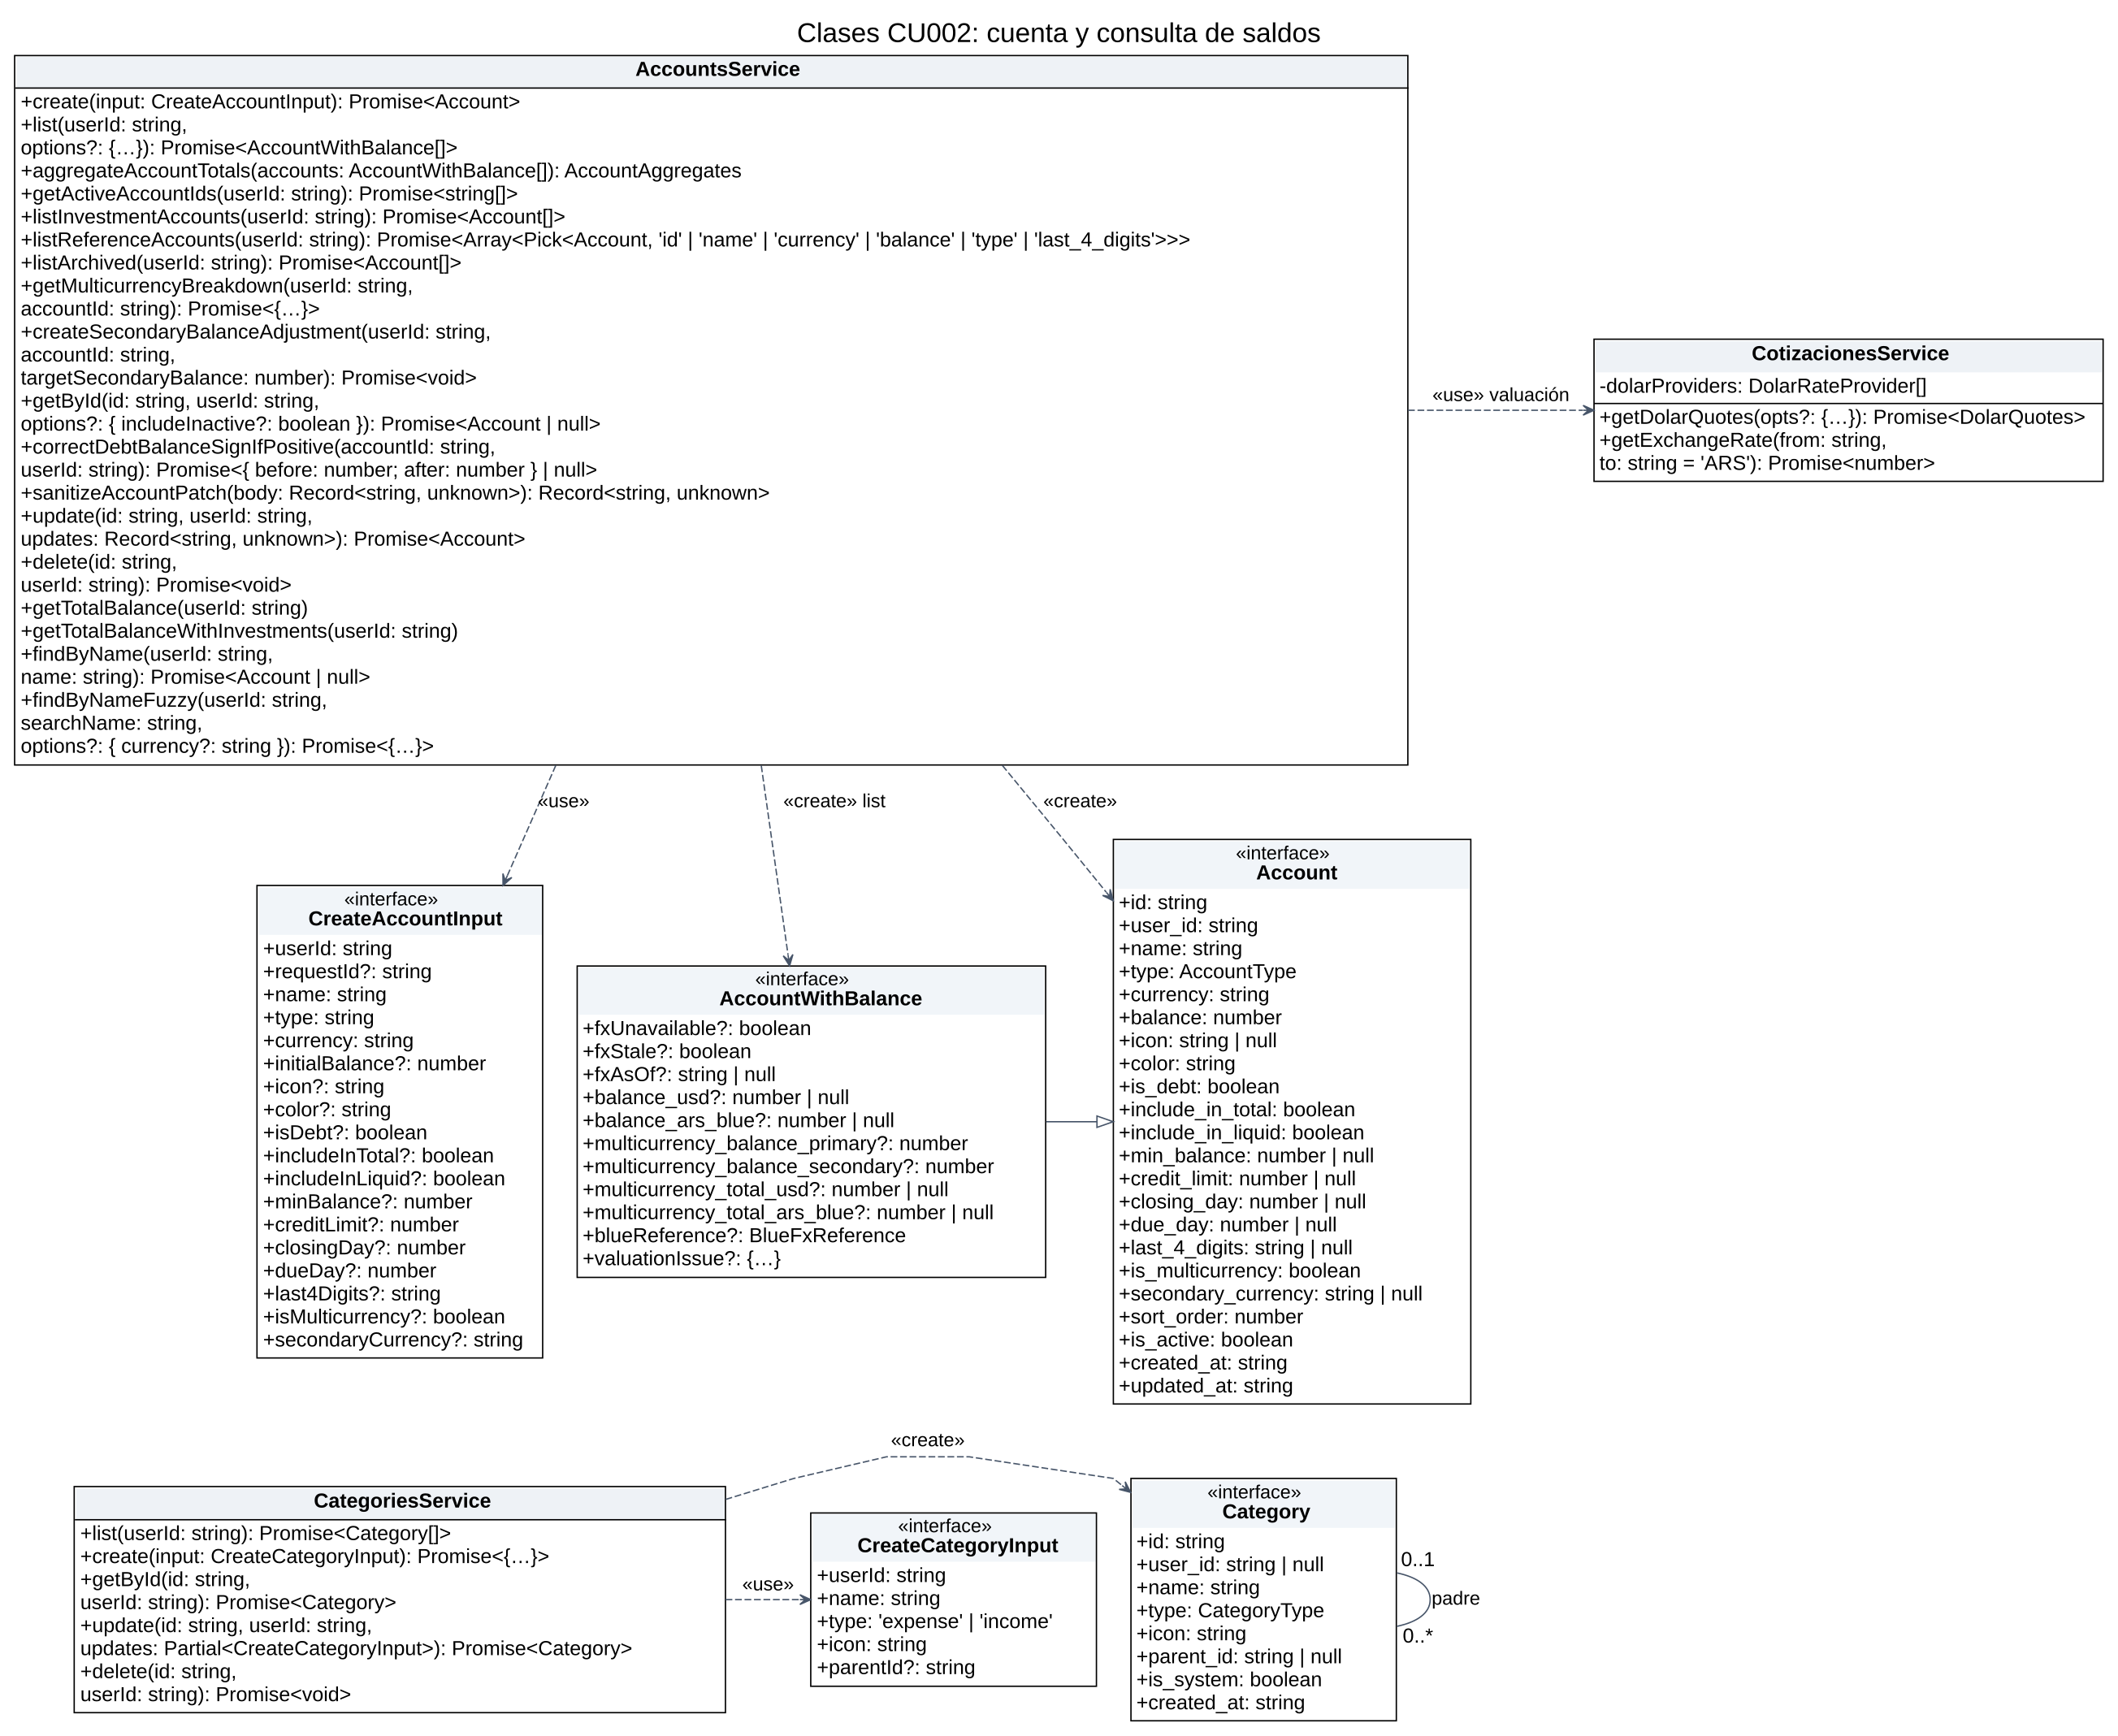 Clases CU002: cuenta y consulta de saldos
AccountsService
+create(input: CreateAccountInput): Promise<Account>
+list(userId: string,
options?: {…}): Promise<AccountWithBalance[]>
+aggregateAccountTotals(accounts: AccountWithBalance[]): AccountAggregates
+getActiveAccountIds(userId: string): Promise<string[]>
+listInvestmentAccounts(userId: string): Promise<Account[]>
+listReferenceAccounts(userId: string): Promise<Array<Pick<Account, 'id' | 'name' | 'currency' | 'balance' | 'type' | 'last_4_digits'>>>
+listArchived(userId: string): Promise<Account[]>
+getMulticurrencyBreakdown(userId: string,
accountId: string): Promise<{…}>
+createSecondaryBalanceAdjustment(userId: string,
accountId: string,
targetSecondaryBalance: number): Promise<void>
+getById(id: string, userId: string,
options?: { includeInactive?: boolean }): Promise<Account | null>
+correctDebtBalanceSignIfPositive(accountId: string,
userId: string): Promise<{ before: number; after: number } | null>
+sanitizeAccountPatch(body: Record<string, unknown>): Record<string, unknown>
+update(id: string, userId: string,
updates: Record<string, unknown>): Promise<Account>
+delete(id: string,
userId: string): Promise<void>
+getTotalBalance(userId: string)
+getTotalBalanceWithInvestments(userId: string)
+findByName(userId: string,
name: string): Promise<Account | null>
+findByNameFuzzy(userId: string,
searchName: string,
options?: { currency?: string }): Promise<{…}>
«use» valuación
CotizacionesService
-dolarProviders: DolarRateProvider[]
+getDolarQuotes(opts?: {…}): Promise<DolarQuotes>
+getExchangeRate(from: string,
to: string = 'ARS'): Promise<number>
«use»
«create» list
«create»
«interface»
CreateAccountInput
+userId: string
+requestId?: string
+name: string
+type: string
+currency: string
+initialBalance?: number
+icon?: string
+color?: string
+isDebt?: boolean
+includeInTotal?: boolean
+includeInLiquid?: boolean
+minBalance?: number
+creditLimit?: number
+closingDay?: number
+dueDay?: number
+last4Digits?: string
+isMulticurrency?: boolean
+secondaryCurrency?: string
«interface»
AccountWithBalance
+fxUnavailable?: boolean
+fxStale?: boolean
+fxAsOf?: string | null
+balance_usd?: number | null
+balance_ars_blue?: number | null
+multicurrency_balance_primary?: number
+multicurrency_balance_secondary?: number
+multicurrency_total_usd?: number | null
+multicurrency_total_ars_blue?: number | null
+blueReference?: BlueFxReference
+valuationIssue?: {…}
«interface»
Account
+id: string
+user_id: string
+name: string
+type: AccountType
+currency: string
+balance: number
+icon: string | null
+color: string
+is_debt: boolean
+include_in_total: boolean
+include_in_liquid: boolean
+min_balance: number | null
+credit_limit: number | null
+closing_day: number | null
+due_day: number | null
+last_4_digits: string | null
+is_multicurrency: boolean
+secondary_currency: string | null
+sort_order: number
+is_active: boolean
+created_at: string
+updated_at: string
«create»
CategoriesService
+list(userId: string): Promise<Category[]>
+create(input: CreateCategoryInput): Promise<{…}>
+getById(id: string,
userId: string): Promise<Category>
+update(id: string, userId: string,
updates: Partial<CreateCategoryInput>): Promise<Category>
+delete(id: string,
userId: string): Promise<void>
«use»
«interface»
CreateCategoryInput
+userId: string
+name: string
+type: 'expense' | 'income'
+icon: string
+parentId?: string
«interface»
Category
+id: string
+user_id: string | null
+name: string
+type: CategoryType
+icon: string
+parent_id: string | null
+is_system: boolean
+created_at: string
0..1
padre
0..*